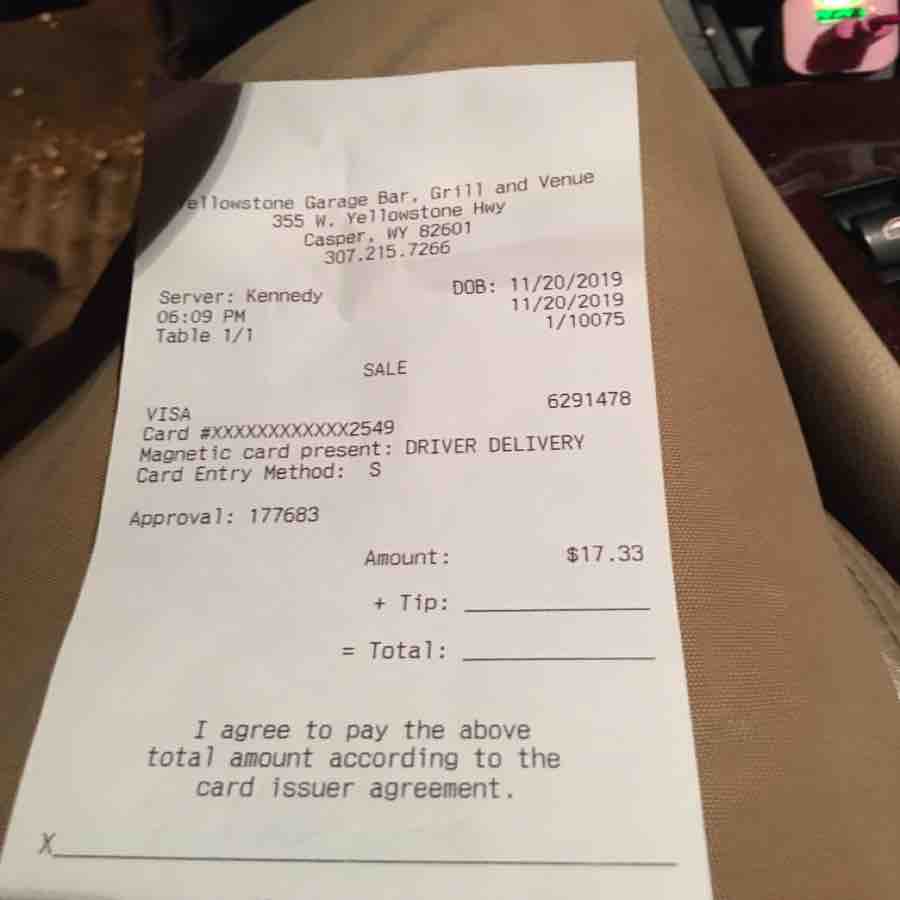 ellowstone Garage Bar, Grill and Venue
355 W. Yellowstone Hwy
Casper, WY 82601
307.215.7266
Server: Kennedy DOB: 11/20/2019
06:09 PM 11/20/2019
Table 1/1 1/10075
SALE
VISA 6291478
Card #XXXXXXXXXXXX2549
Magnetic card present: DRIVER DELIVERY
Card Entry Method: S
Approval: 177683
Amount: $17.33
+ Tip: ____________
= Total: ____________
I agree to pay the above
total amount according to the
card issuer agreement.
X____________